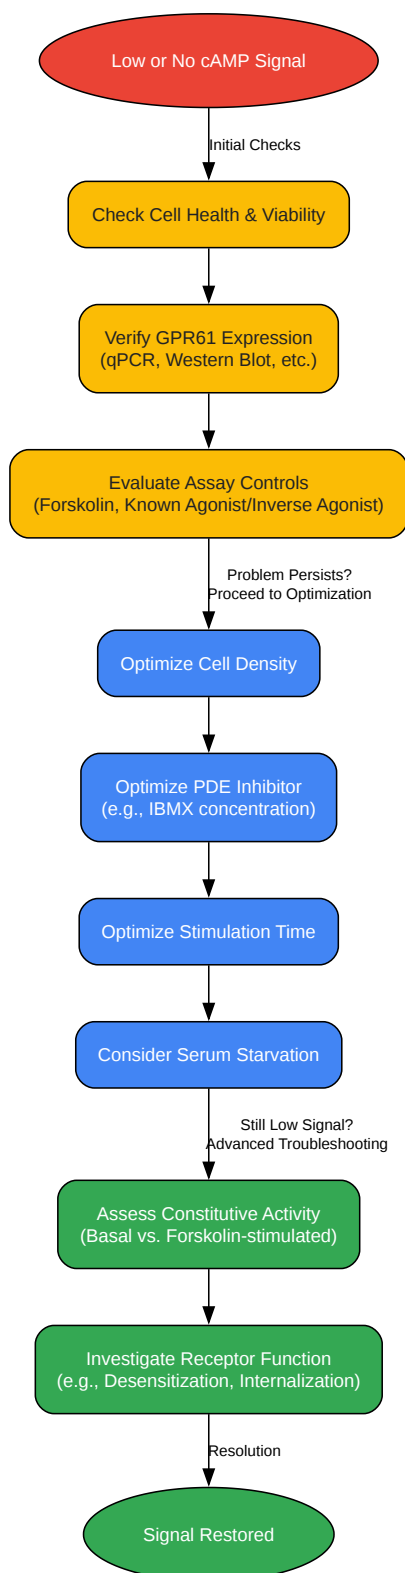 Low or No cAMP Signal
Initial Checks
Check Cell Health & Viability
Verify GPR61 Expression
(qPCR, Western Blot, etc.)
Evaluate Assay Controls
(Forskolin, Known Agonist/Inverse Agonist)
Problem Persists?
Proceed to Optimization
Optimize Cell Density
Optimize PDE Inhibitor
(e.g., IBMX concentration)
Optimize Stimulation Time
Consider Serum Starvation
Still Low Signal?
Advanced Troubleshooting
Assess Constitutive Activity
(Basal vs. Forskolin-stimulated)
Investigate Receptor Function
(e.g., Desensitization, Internalization)
Resolution
Signal Restored